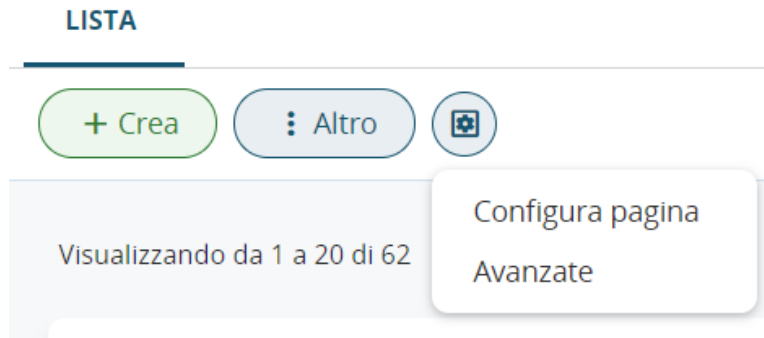 LISTA
+ Crea
Altro
Configura pagina
Visualizzando da 1 a 20 di 62
Avanzate